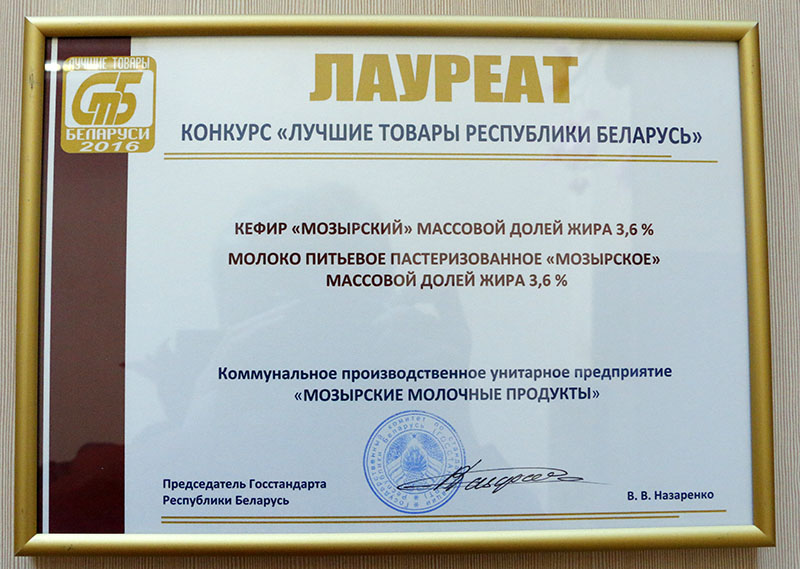 ЛУЧШИЕ ТОВАРЫ
СТБ
БЕЛАРУСИ
2016
ЛАУРЕАТ
КОНКУРС «ЛУЧШИЕ ТОВАРЫ РЕСПУБЛИКИ БЕЛАРУСЬ»
КЕФИР «МОЗЫРСКИЙ» МАССОВОЙ ДОЛЕЙ ЖИРА 3,6 %
МОЛОКО ПИТЬЕВОЕ ПАСТЕРИЗОВАННОЕ «МОЗЫРСКОЕ»
МАССОВОЙ ДОЛЕЙ ЖИРА 3,6 %
Коммунальное производственное унитарное предприятие
«МОЗЫРСКИЕ МОЛОЧНЫЕ ПРОДУКТЫ»
Председатель Госстандарта
Республики Беларусь
В. В. Назаренко